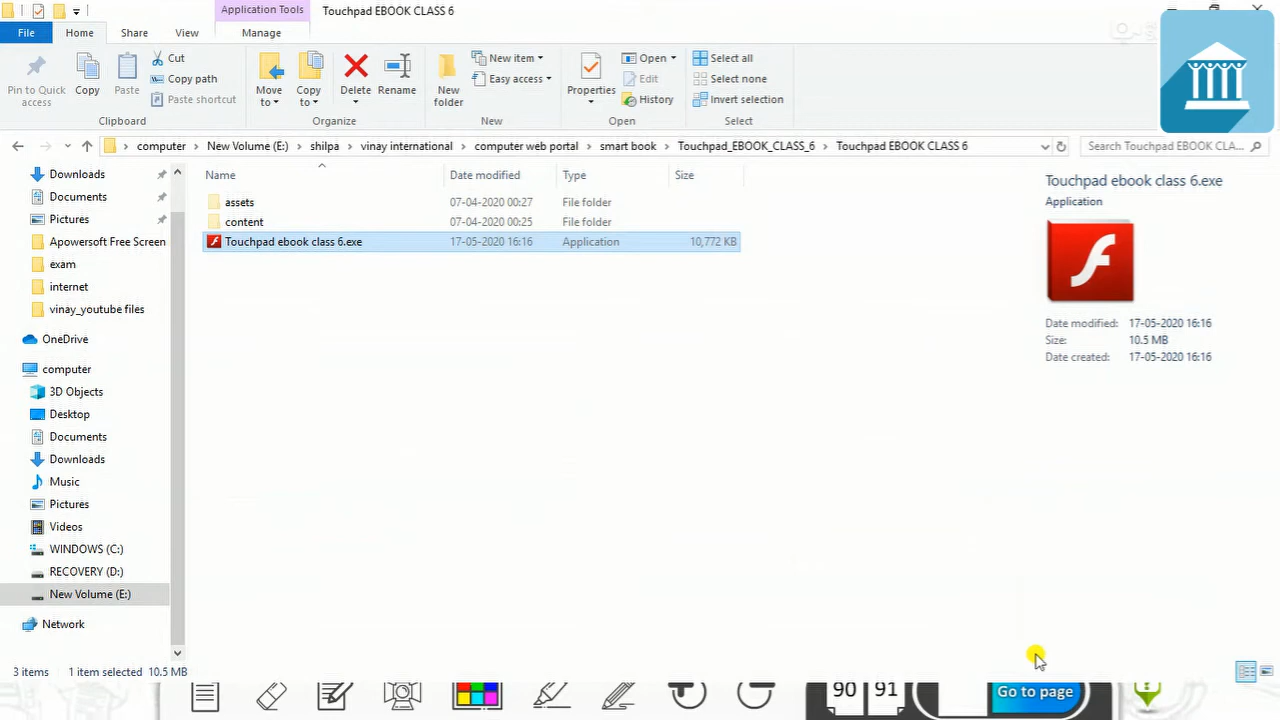 Application Tools
Touchpad EBOOK CLASS 6
File
Home
Share
View
Manage
Pin to Quick
access
Copy
Paste
Cut
Copy path
Paste shortcut
Clipboard
Move
to
Copy
to
Delete
Rename
Organize
New
folder
New item
Easy access
New
Properties
Open
Edit
History
Open
Select all
Select none
Invert selection
Select
computer
New Volume (E:)
shilpa
vinay international
computer web portal
smart book
Touchpad_EBOOK_CLASS_6
Touchpad EBOOK CLASS 6
Search Touchpad EBOOK CLA...
Downloads
Documents
Pictures
Apowersoft Free Screen
exam
internet
vinay_youtube files
OneDrive
computer
3D Objects
Desktop
Documents
Downloads
Music
Pictures
Videos
WINDOWS (C:)
RECOVERY (D:)
New Volume (E:)
Network
Name
Date modified
Type
Size
assets
07-04-2020 00:27
File folder
content
07-04-2020 00:25
File folder
Touchpad ebook class 6.exe
17-05-2020 16:16
Application
10,772 KB
Touchpad ebook class 6.exe
Application
Date modified: 17-05-2020 16:16
Size: 10.5 MB
Date created: 17-05-2020 16:16
3 items
1 item selected 10.5 MB
90 91
Go to page